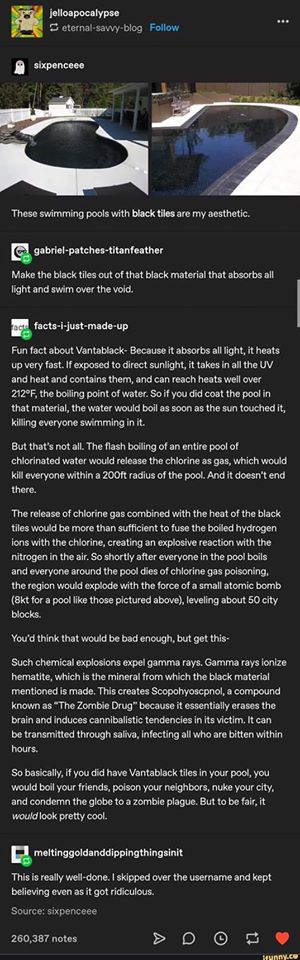 jelloapocalypse
eternal-savvy-blog Follow
sixpenceee
These swimming pools with black tiles are my aesthetic.
gabriel-patches-titanfeather
Make the black tiles out of that black material that absorbs all
light and swim over the void.
facts
facts-i-just-made-up
Fun fact about Vantablack- Because it absorbs all light, it heats
up very fast. If exposed to direct sunlight, it takes in all the UV
and heat and contains them, and can reach heats well over
212°F, the boiling point of water. So if you did coat the pool in
that material, the water would boil as soon as the sun touched it,
killing everyone swimming in it.
But that's not all. The flash boiling of an entire pool of
chlorinated water would release the chlorine as gas, which would
kill everyone within a 200ft radius of the pool. And it doesn't end
there.
The release of chlorine gas combined with the heat of the black
tiles would be more than sufficient to fuse the boiled hydrogen
ions with the chlorine, creating an explosive reaction with the
nitrogen in the air. So shortly after everyone in the pool boils
and everyone around the pool dies of chlorine gas poisoning,
the region would explode with the force of a small atomic bomb
(8kt for a pool like those pictured above), leveling about 50 city
blocks.
You'd think that would be bad enough, but get this-
Such chemical explosions expel gamma rays. Gamma rays ionize
hematite, which is the mineral from which the black material
mentioned is made. This creates Scopohyoscpnol, a compound
known as "The Zombie Drug" because it essentially erases the
brain and induces cannibalistic tendencies in its victim. It can
be transmitted through saliva, infecting all who are bitten within
hours.
So basically, if you did have Vantablack tiles in your pool, you
would boil your friends, poison your neighbors, nuke your city,
and condemn the globe to a zombie plague. But to be fair, it
would look pretty cool.
meltinggoldanddippingthingsinit
This is really well-done. I skipped over the username and kept
believing even as it got ridiculous.
Source: sixpenceee
260,387 notes
ifunny.co